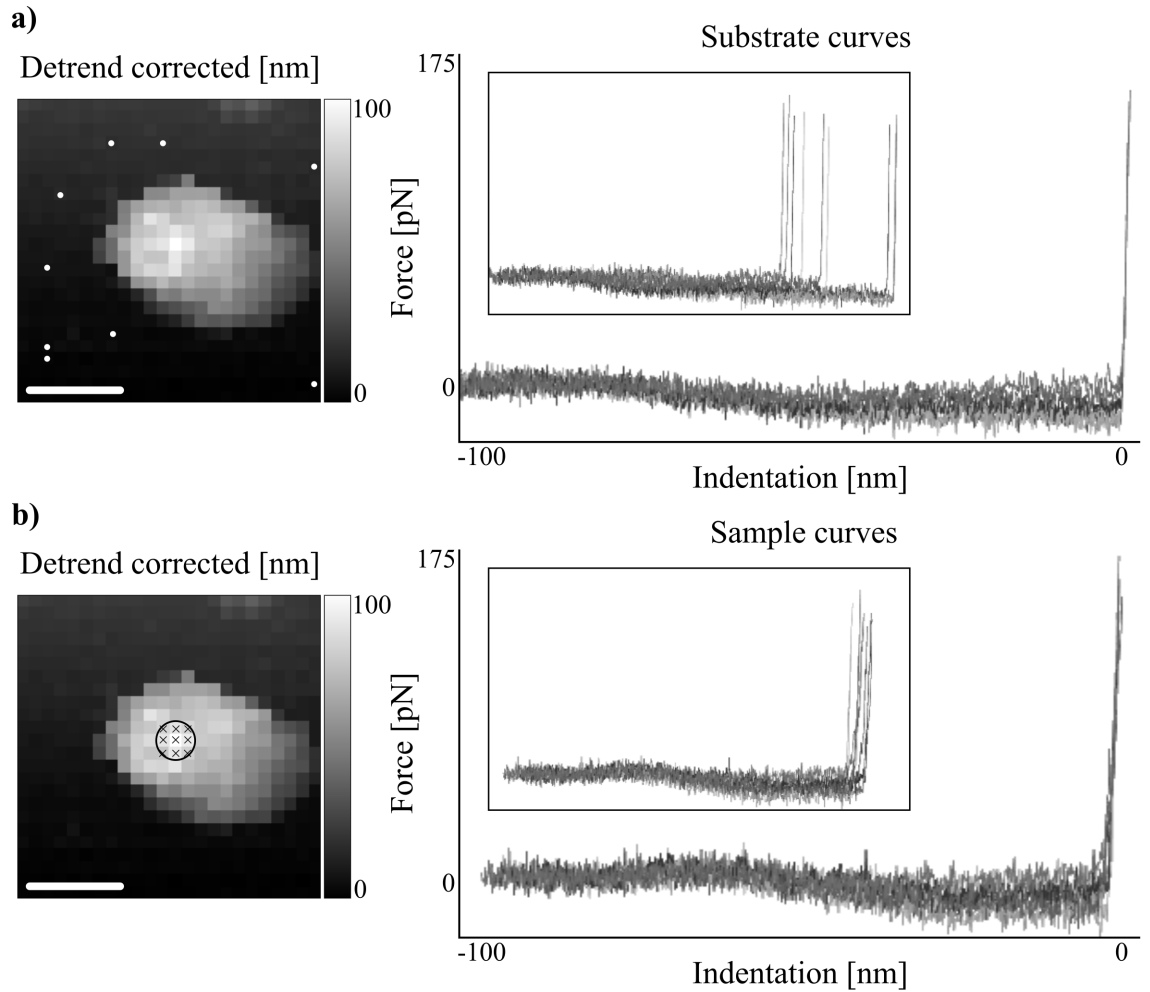 a)
Detrend corrected [nm]
100
0
Substrate curves
175
Force [pN]
0
-100
0
Indentation [nm]
b)
Detrend corrected [nm]
100
0
Sample curves
175
Force [pN]
0
-100
0
Indentation [nm]